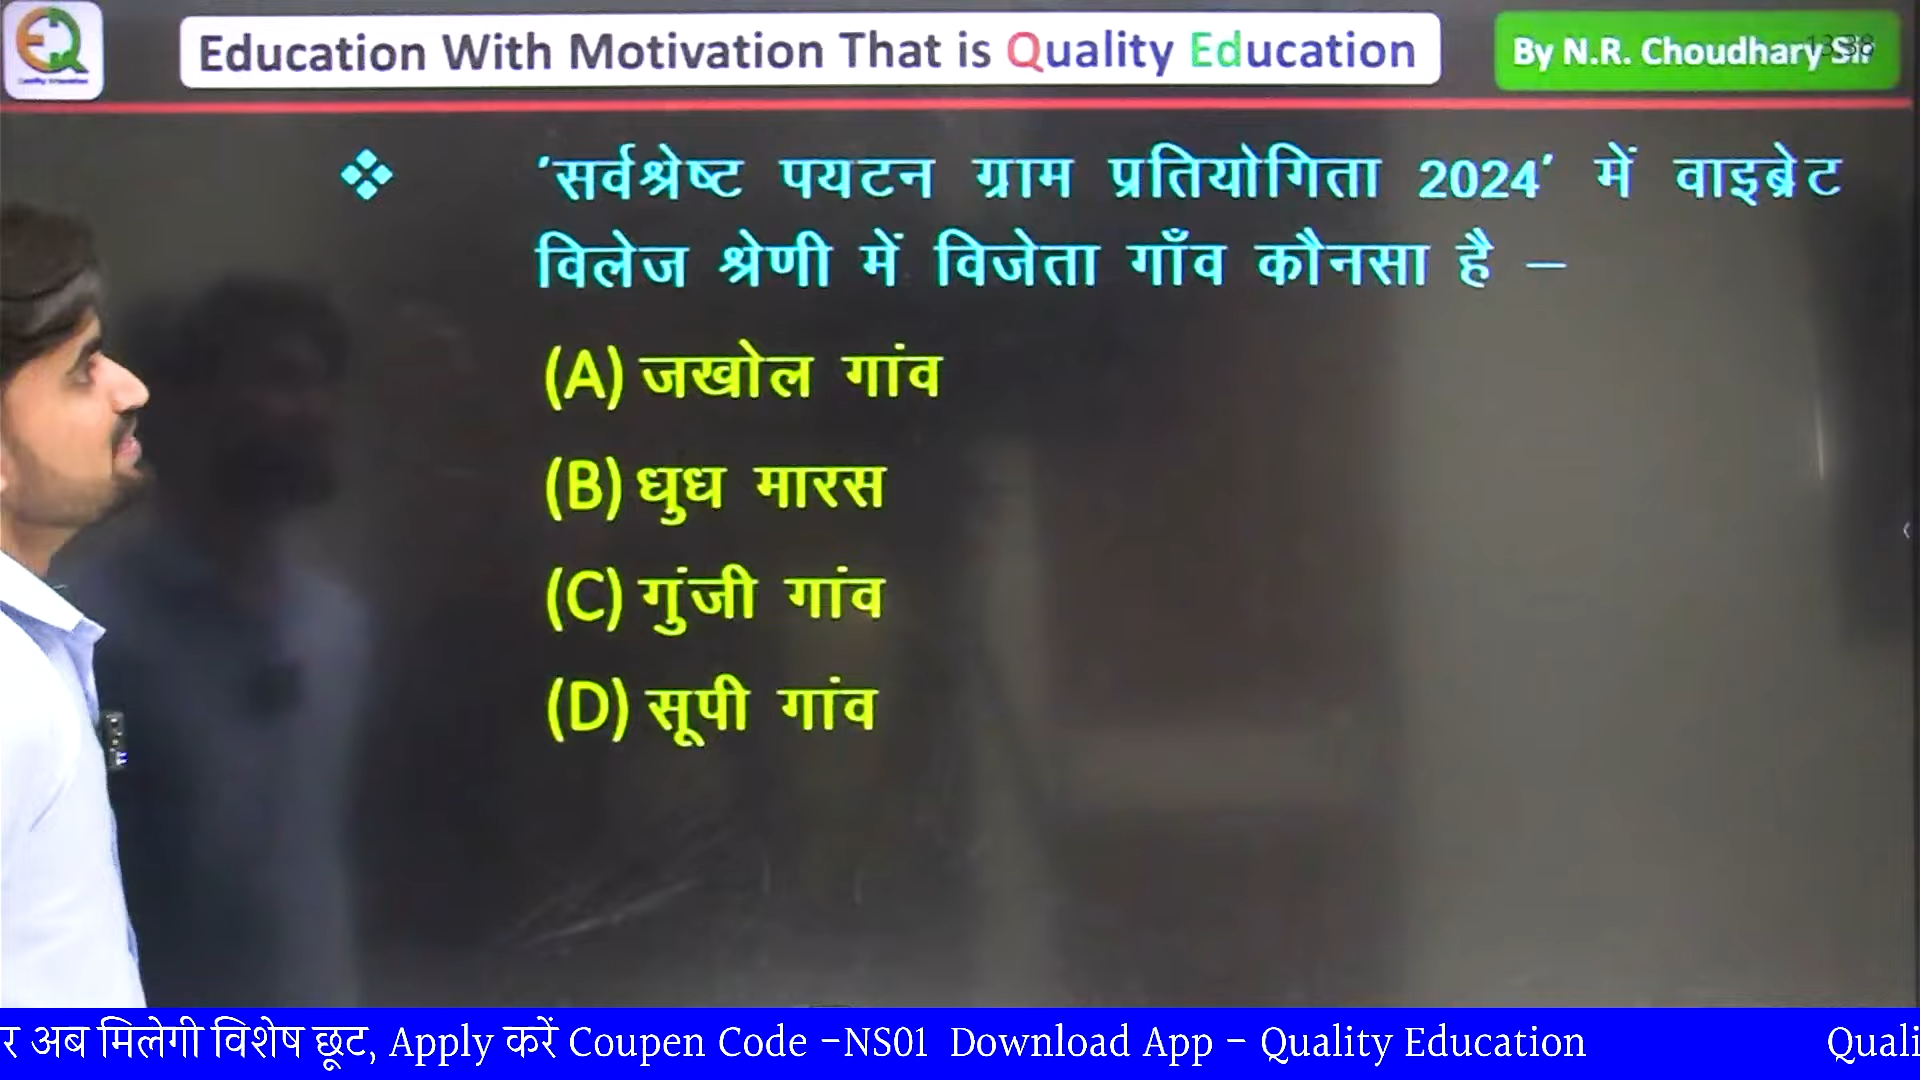 Education With Motivation That is Quality Education
By N.R. Choudhary Sir
'सर्वश्रेष्ट पयटन ग्राम प्रतियोगिता 2024' में वाइब्रेट
विलेज श्रेणी में विजेता गाँव कौनसा है –
(A) जखोल गांव
(B) धुध मारस
(C) गुंजी गांव
(D) सूपी गांव
र अब मिलेगी विशेष छूट, Apply करें Coupen Code -NS01 Download App - Quality Education Quali